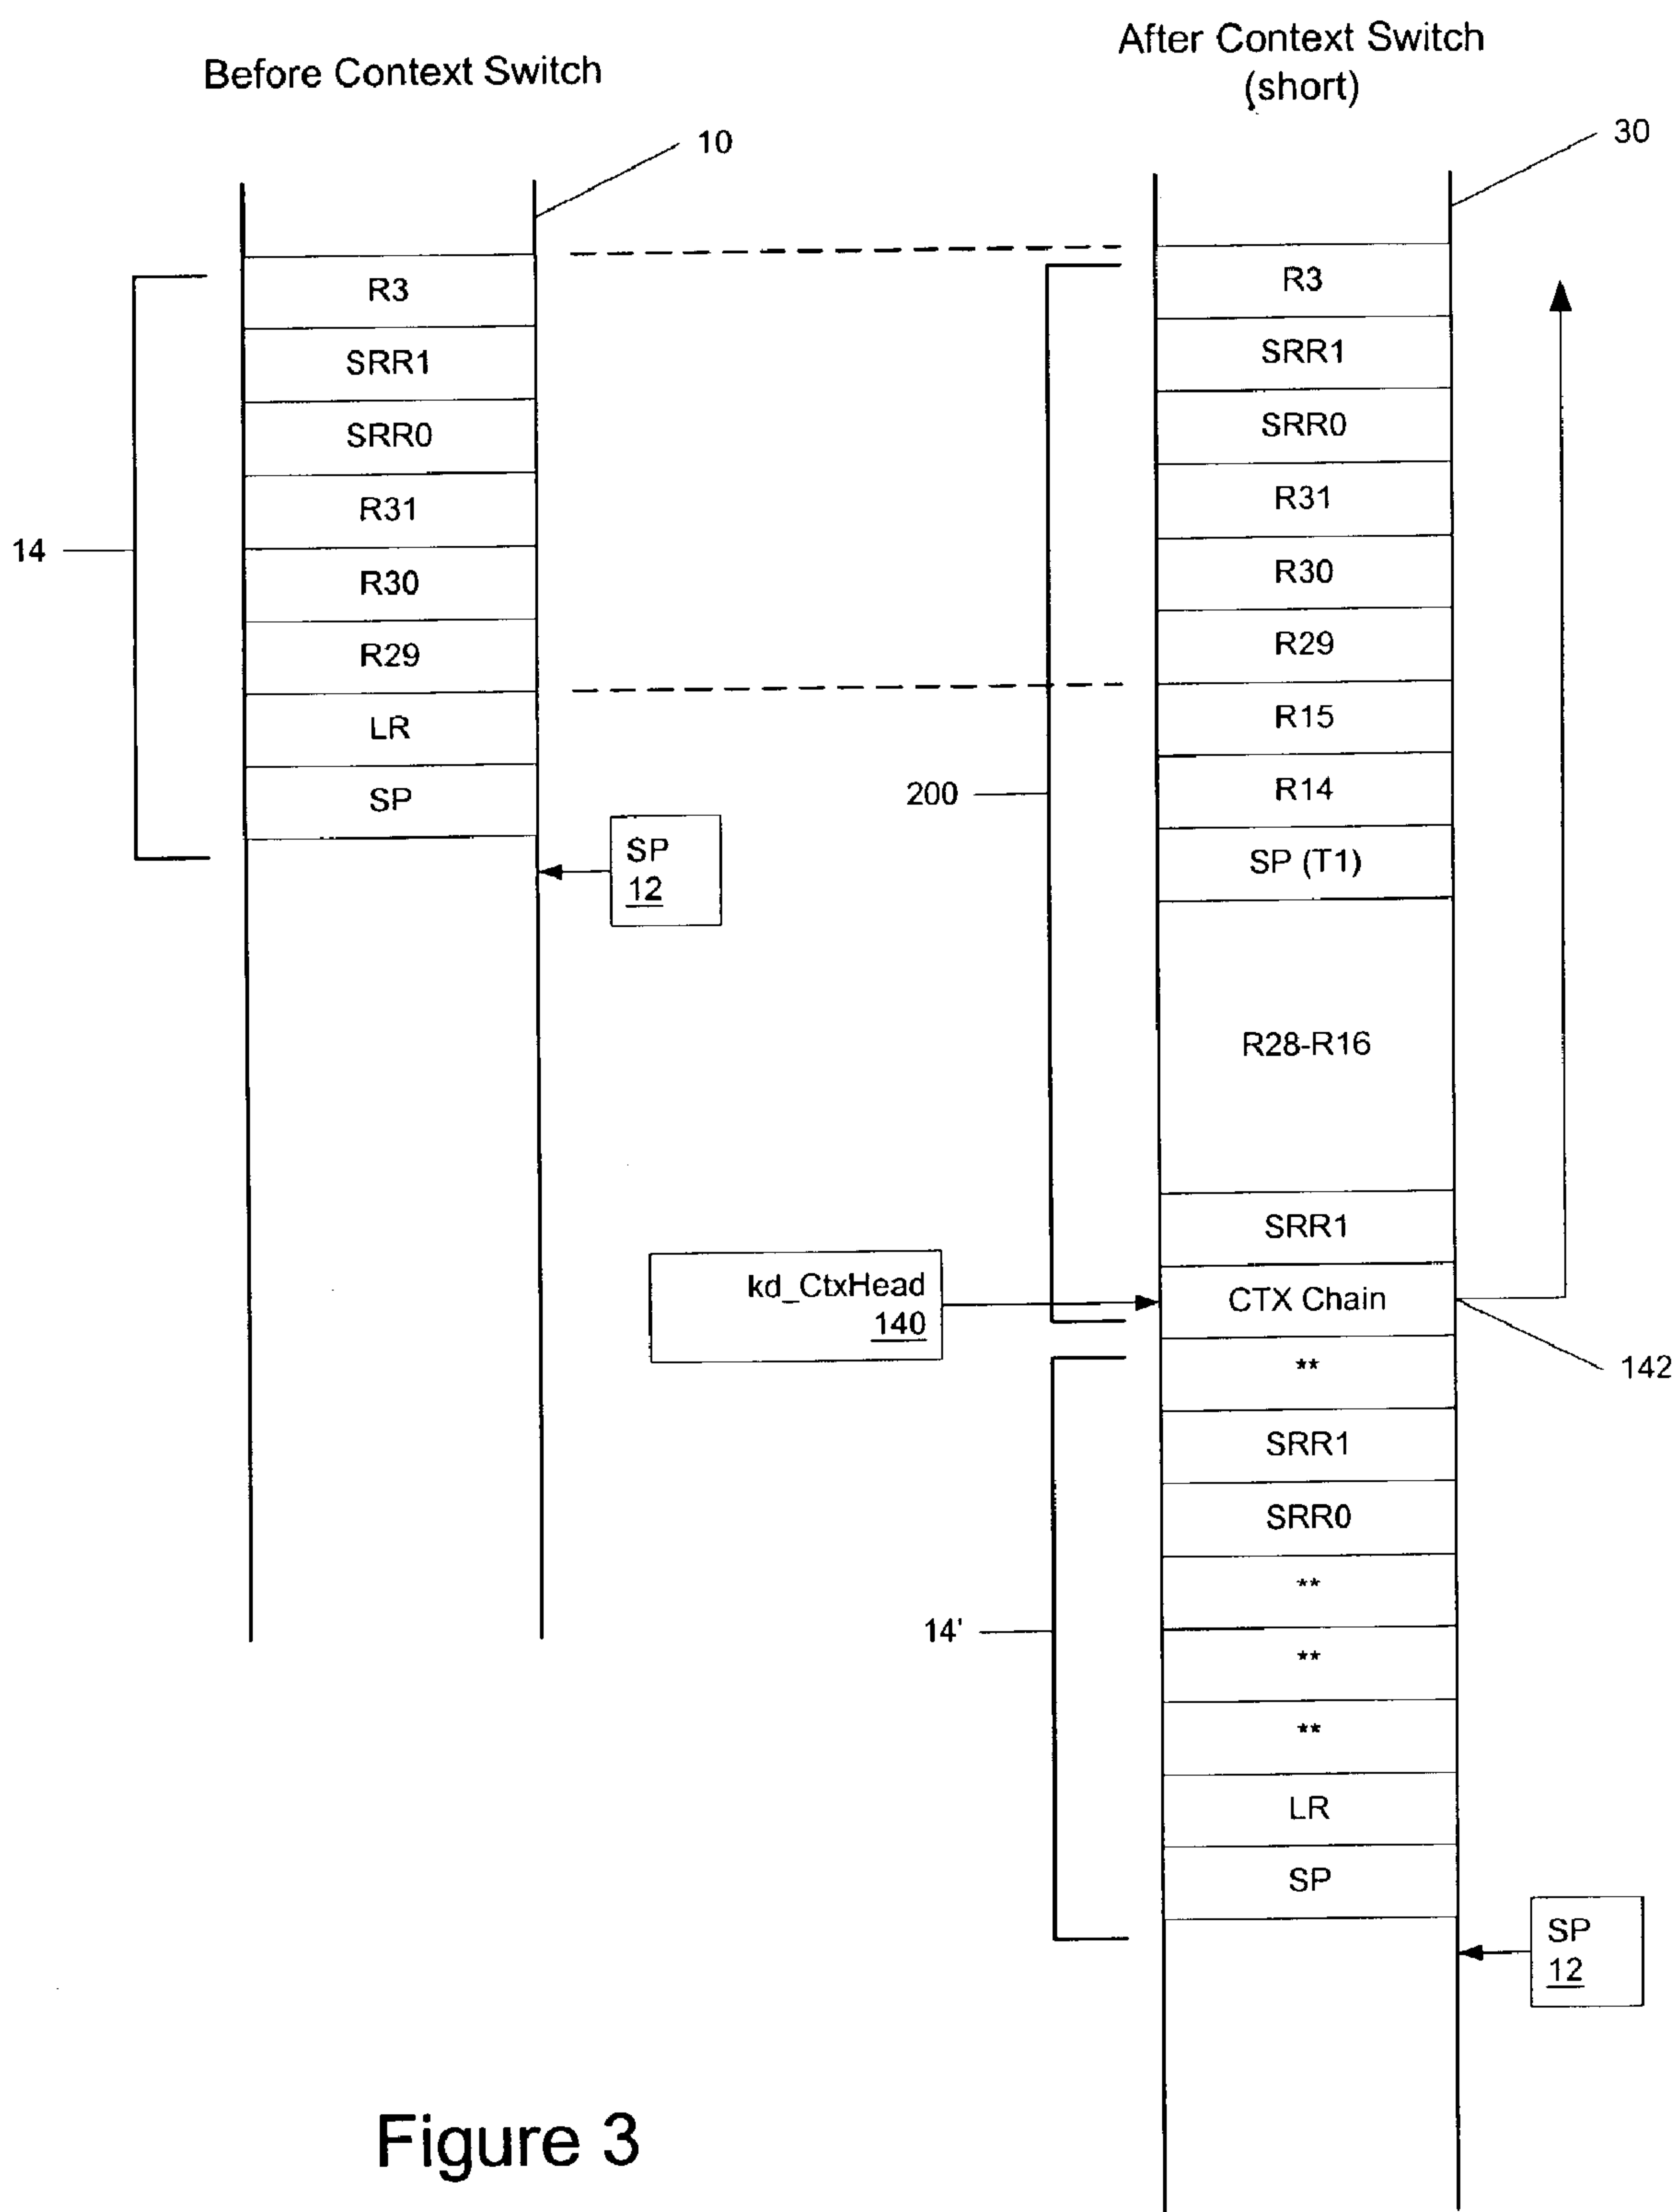 Before Context Switch
10
R3
SRR1
SRR0
R31
R30
R29
LR
SP
14
SP
12
After Context Switch
(short)
30
R3
SRR1
SRR0
R31
R30
R29
R15
R14
SP (T1)
R28-R16
SRR1
CTX Chain
**
SRR1
SRR0
**
**
**
LR
SP
200
kd_CtxHead
140
142
14'
SP
12
Figure 3